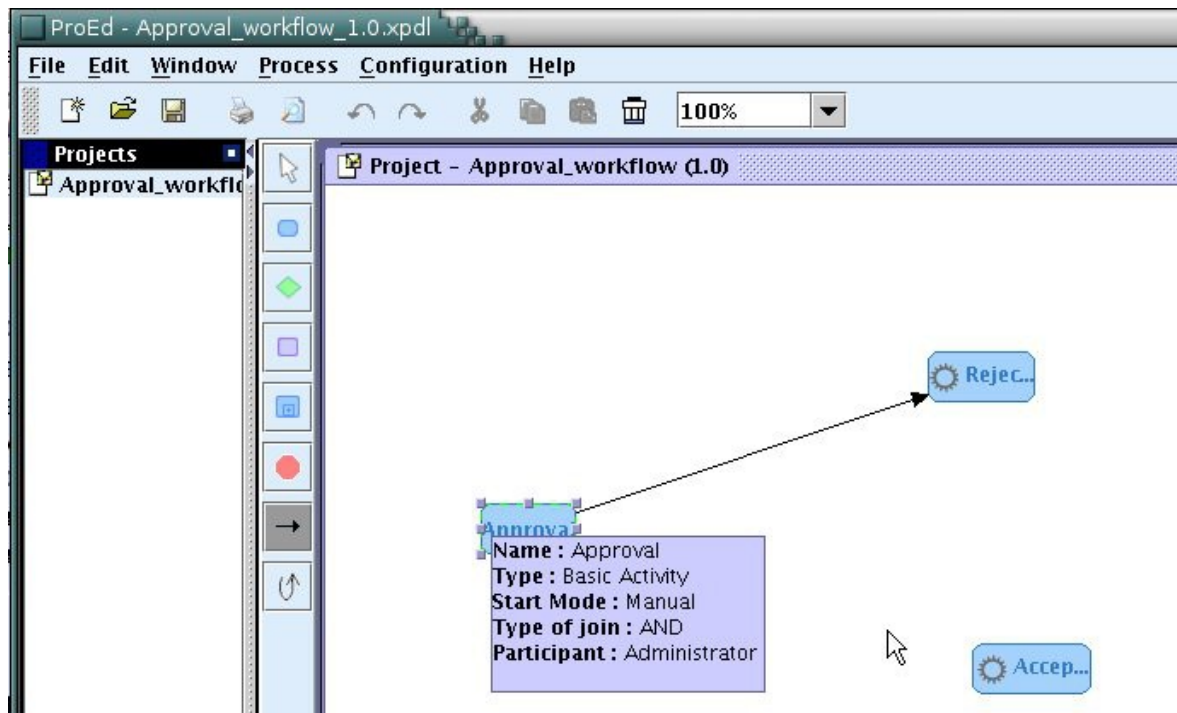 ProEd - Approval_workflow_1.0.xpdl
File Edit Window Process Configuration Help
100%
Projects
Approval_workflo
Project - Approval_workflow (1.0)
Rejec...
Approva
Name : Approval
Type : Basic Activity
Start Mode : Manual
Type of join : AND
Participant : Administrator
Accep...